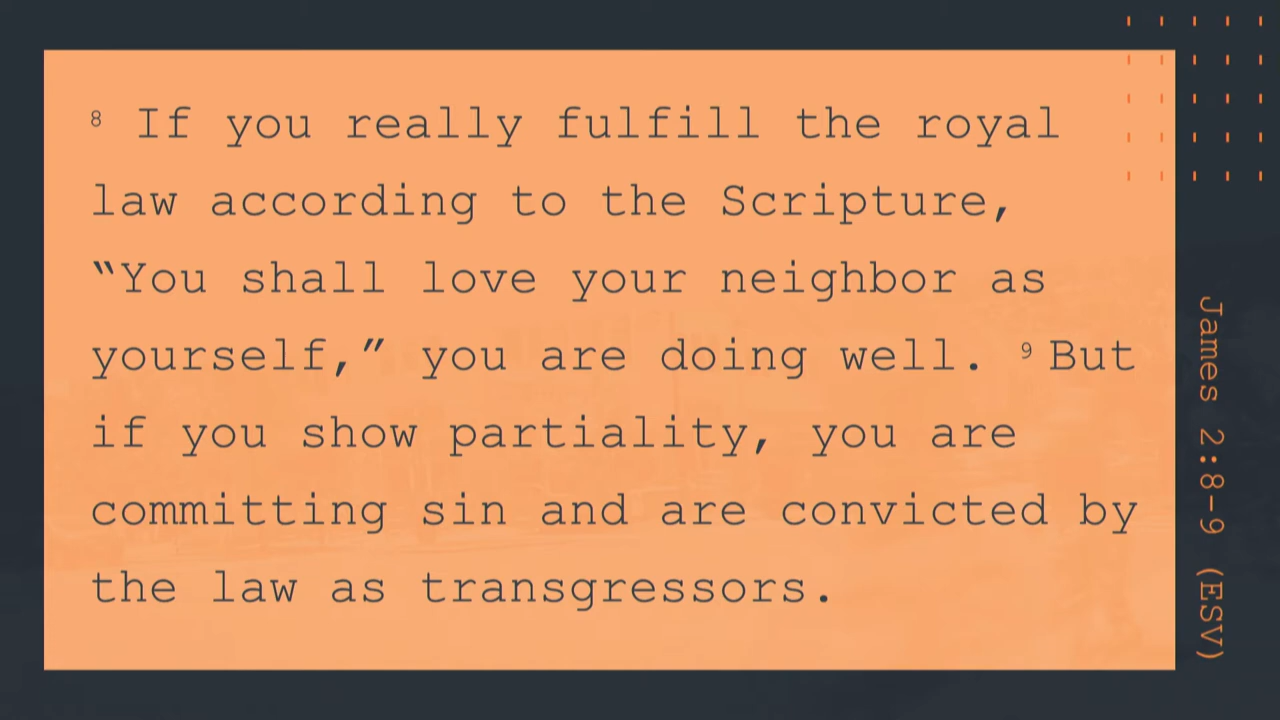 8 If you really fulfill the royal
law according to the Scripture,
“You shall love your neighbor as
yourself,” you are doing well. 9 But
if you show partiality, you are
committing sin and are convicted by
the law as transgressors.
James 2:8-9 (ESV)